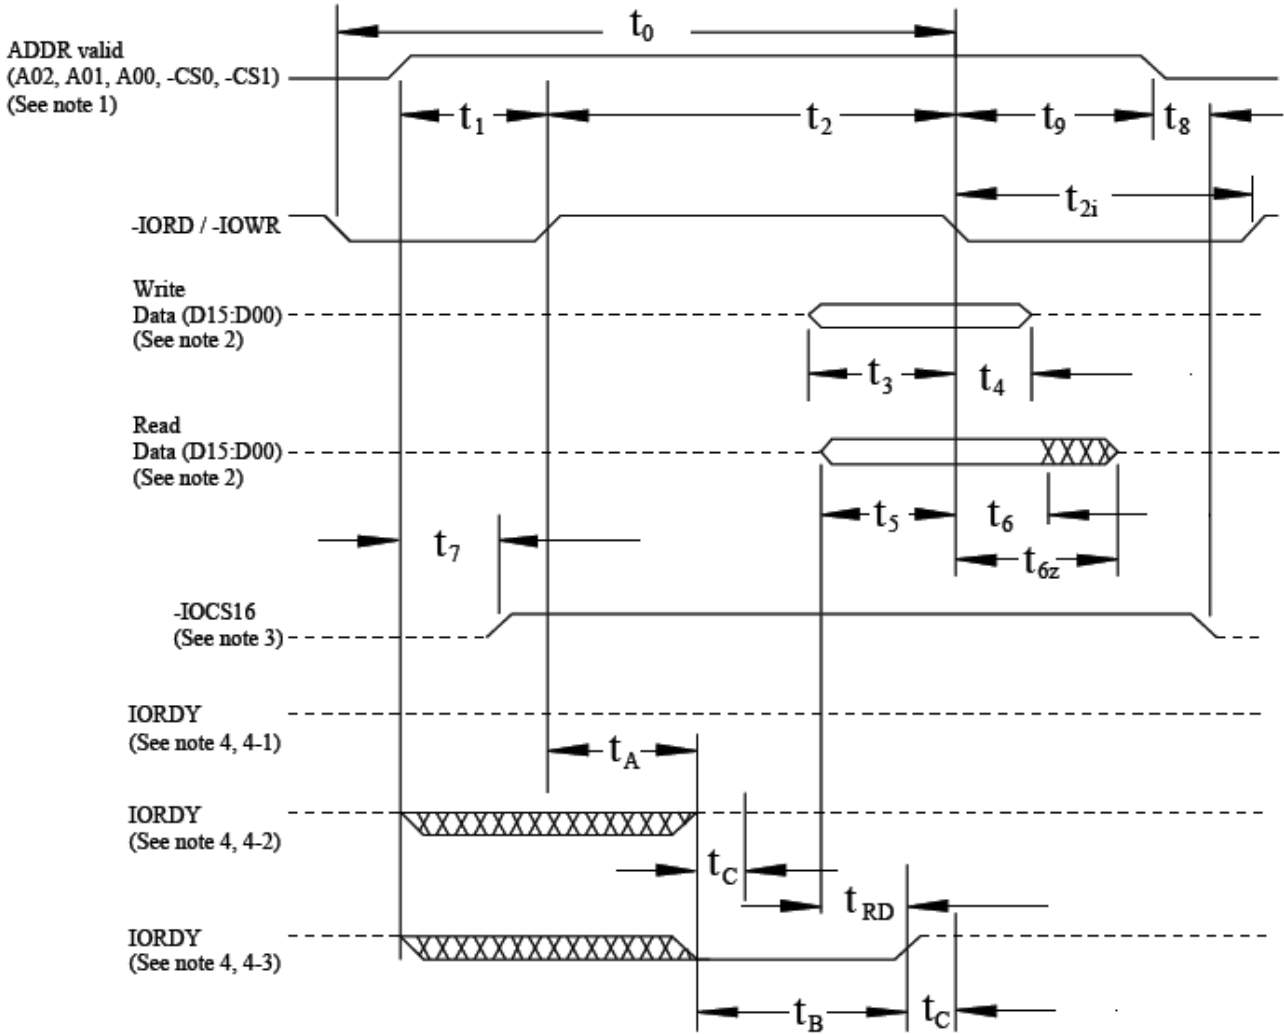 t0
ADDR valid
(A02, A01, A00, -CS0, -CS1)
(See note 1)
t1
t2
t9
t8
t2i
-IORD / -IOWR
Write
Data (D15:D00)
(See note 2)
t3
t4
Read
Data (D15:D00)
(See note 2)
t5
t6
t7
t6z
-IOCS16
(See note 3)
IORDY
(See note 4, 4-1)
tA
IORDY
(See note 4, 4-2)
tC
tRD
IORDY
(See note 4, 4-3)
tB
tC